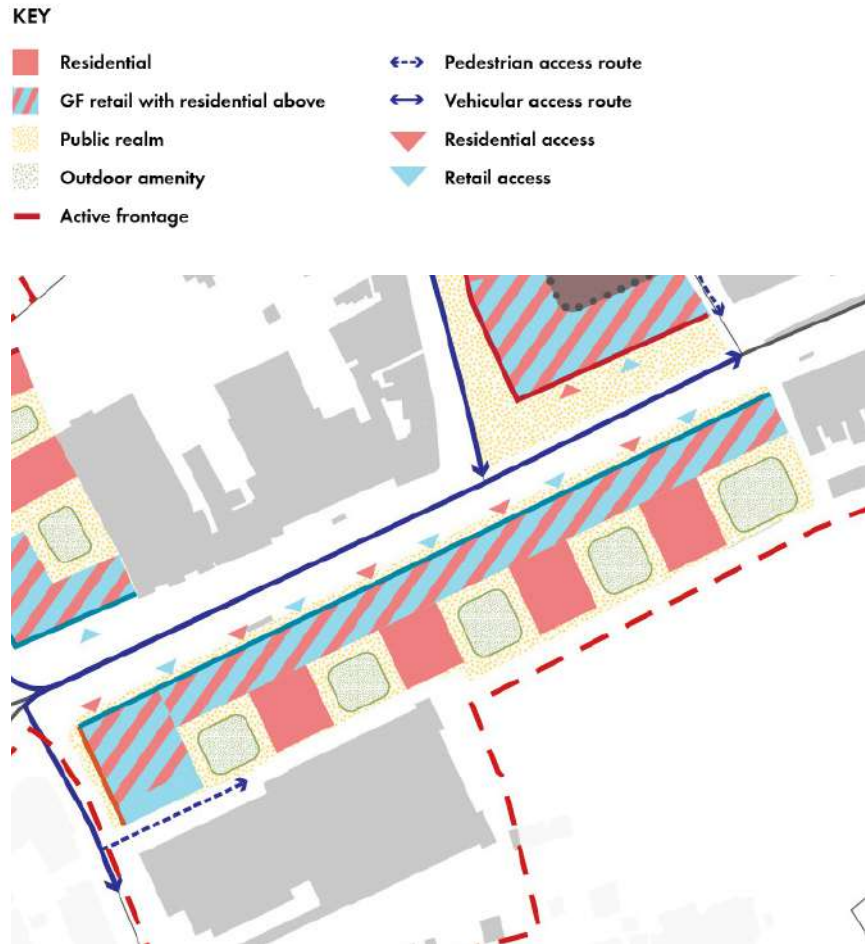 KEY
Residential
GF retail with residential above
Public realm
Outdoor amenity
Active frontage
Pedestrian access route
Vehicular access route
Residential access
Retail access